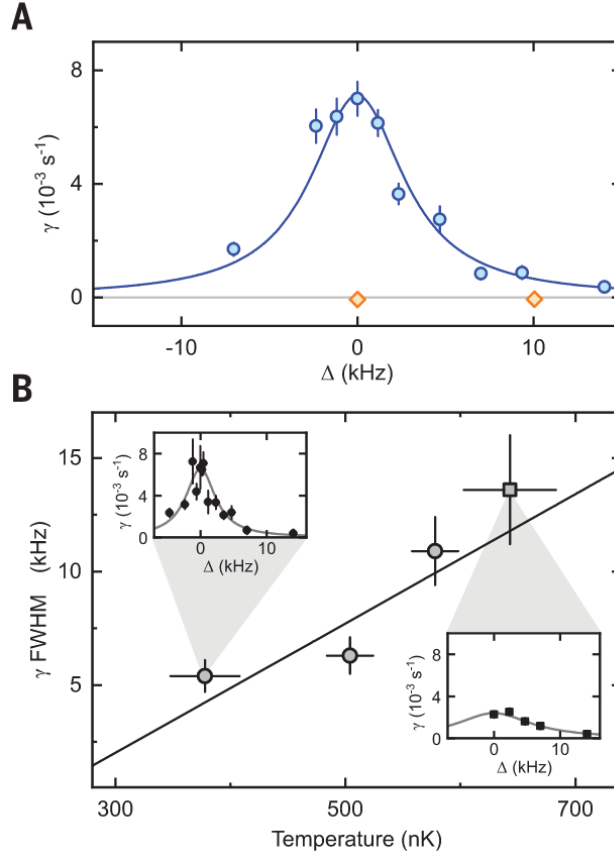 A
8
4
0
γ (10⁻³ s⁻¹)
-10
0
10
Δ (kHz)
B
15
10
5
γ FWHM (kHz)
300
500
700
Temperature (nK)
8
4
0
γ (10⁻³ s⁻¹)
0
10
Δ (kHz)
8
4
0
γ (10⁻³ s⁻¹)
0
10
Δ (kHz)